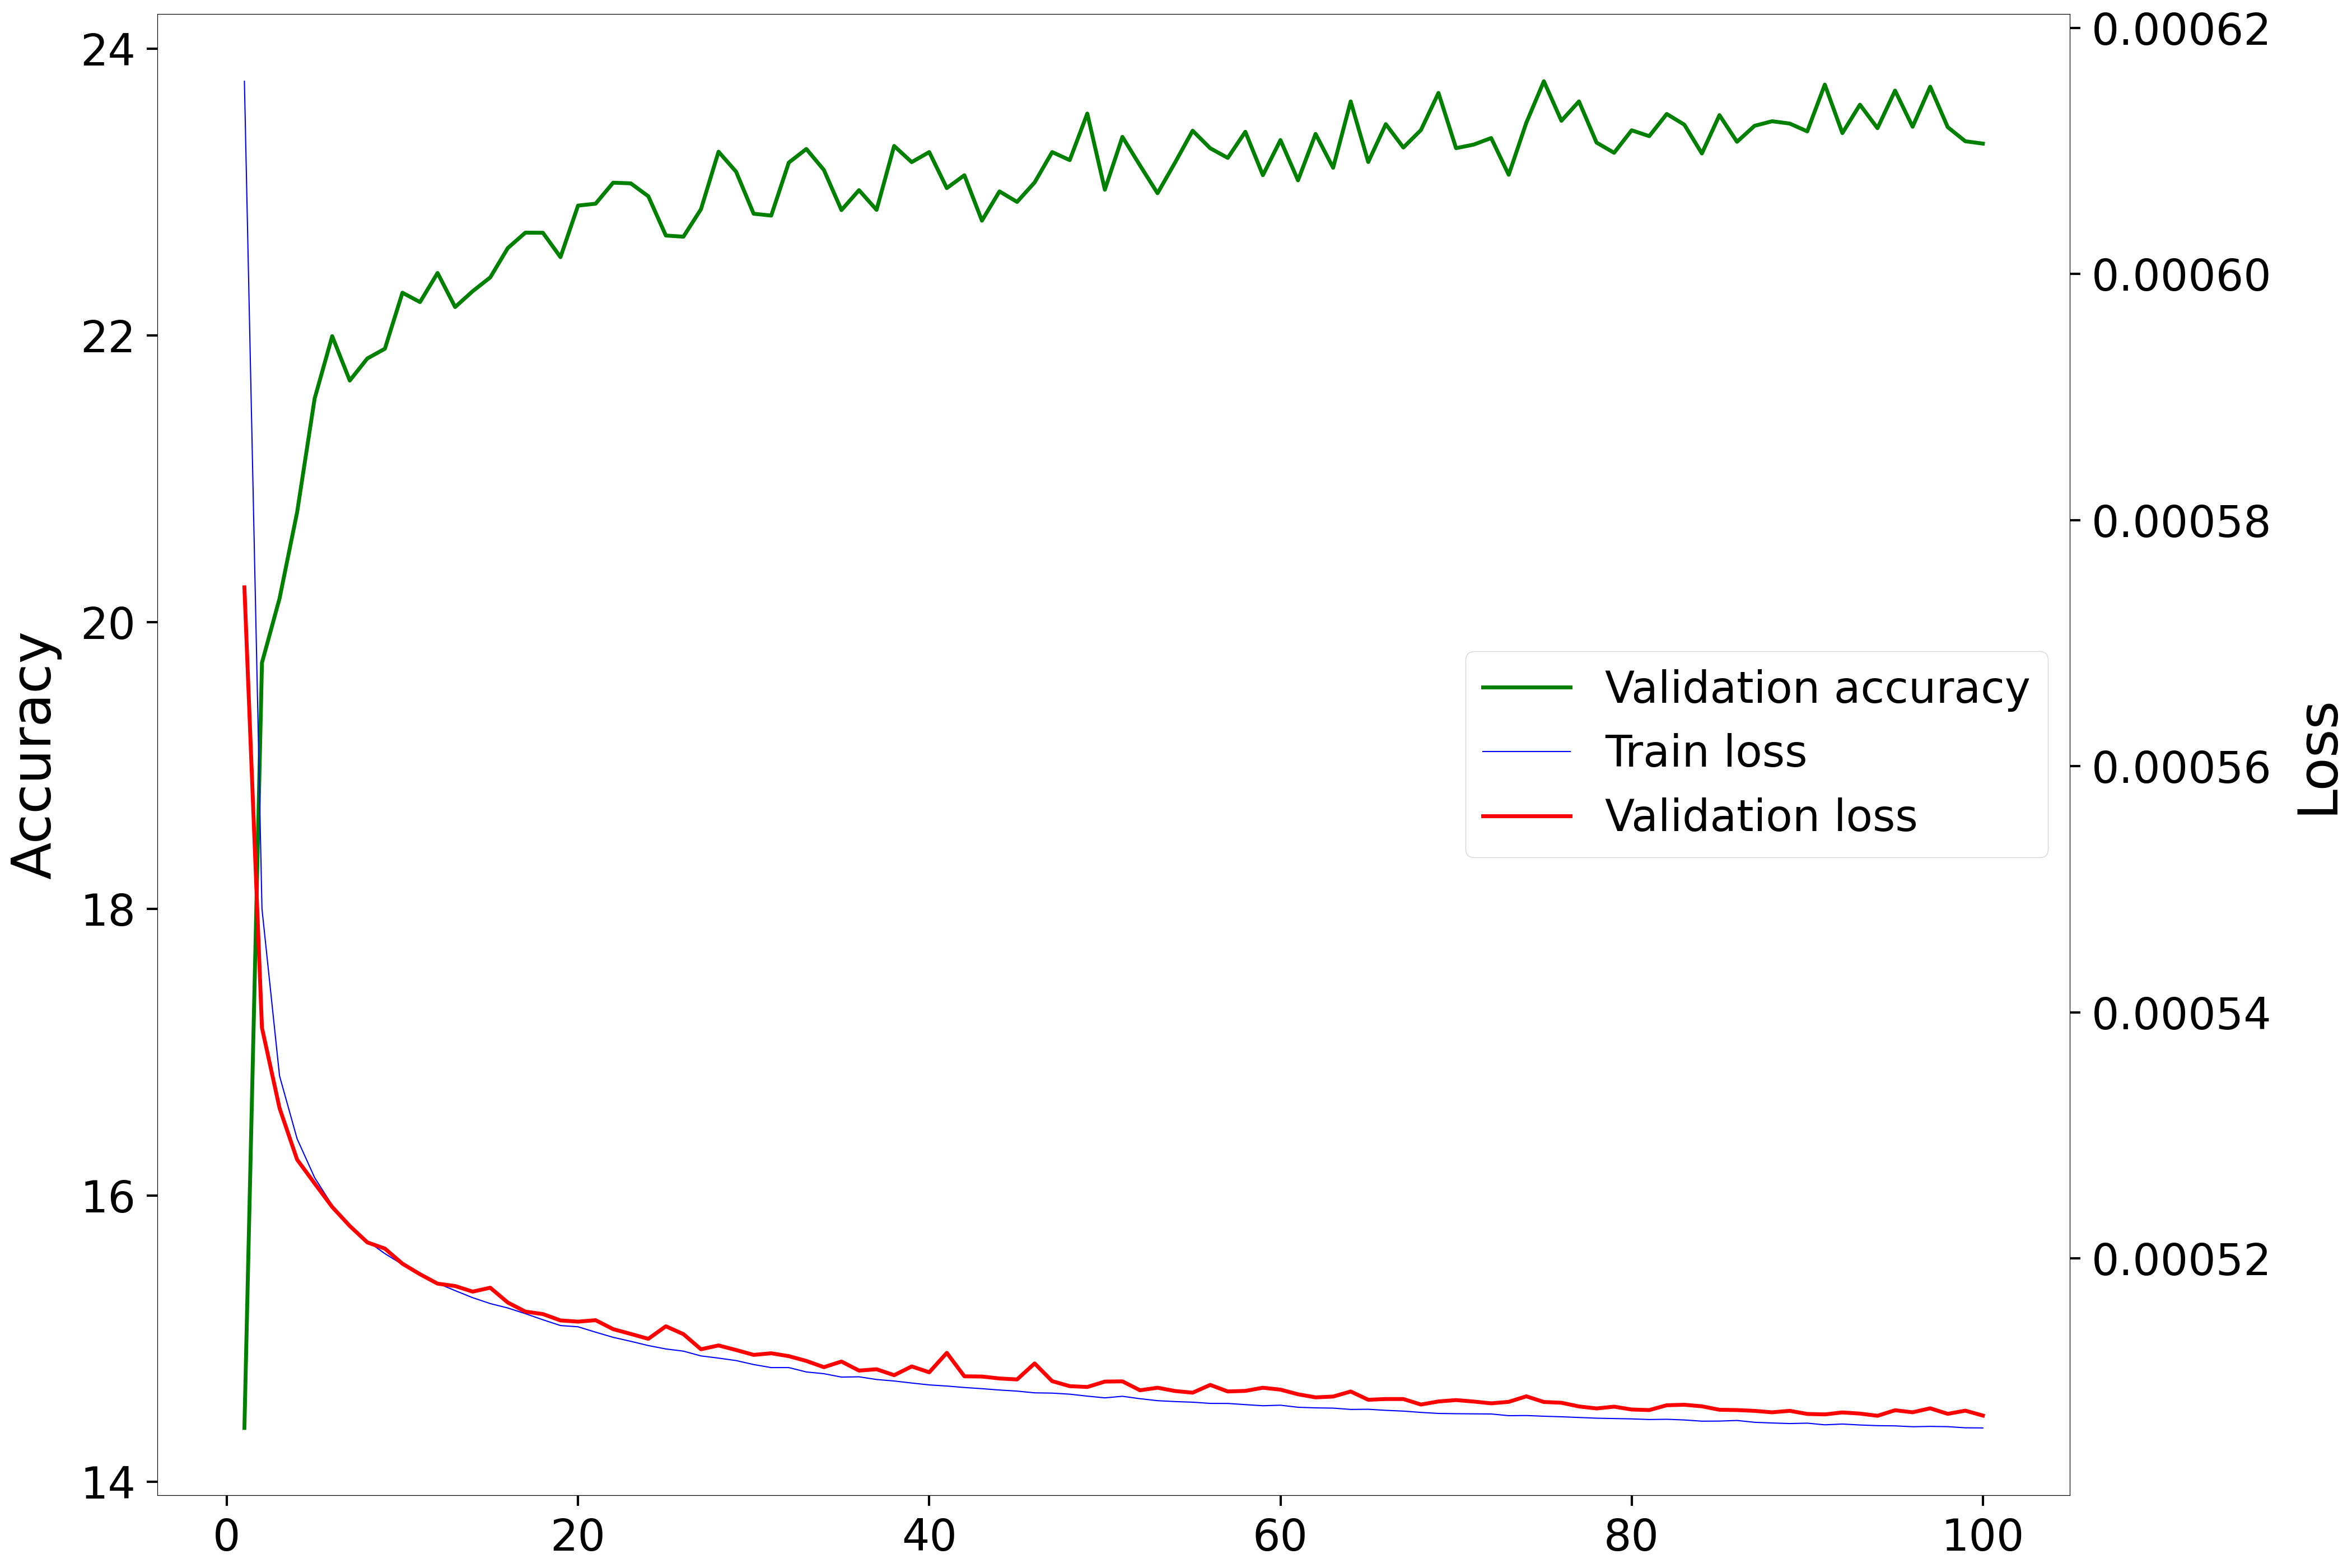 Accuracy
24
22
20
18
16
14
0.00062
0.00060
0.00058
0.00056
0.00054
0.00052
Loss
Validation accuracy
Train loss
Validation loss
0 20 40 60 80 100